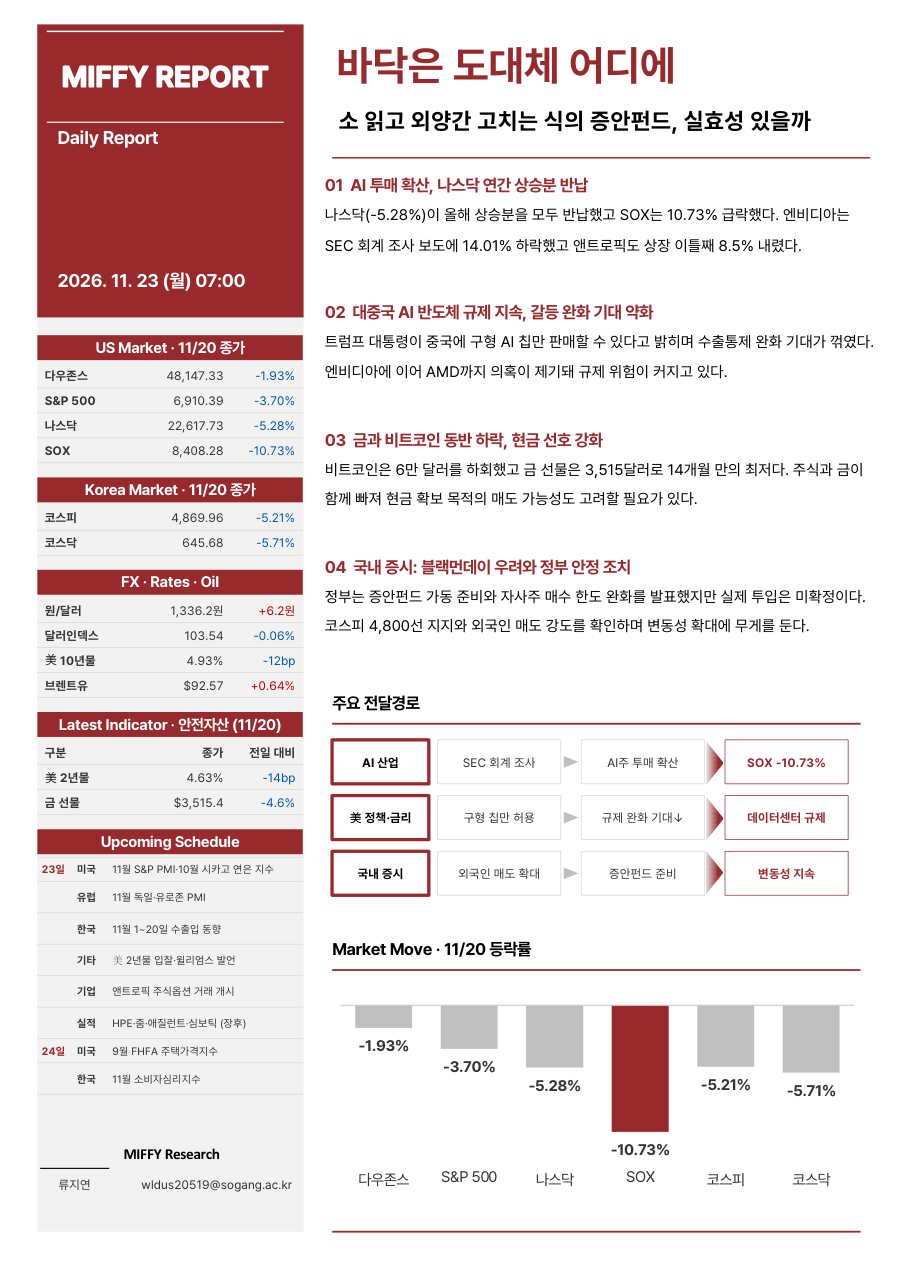 MIFFY REPORT
Daily Report
2026. 11. 23 (월) 07:00
US Market · 11/20 종가
다우존스 48,147.33 -1.93%
S&P 500 6,910.39 -3.70%
나스닥 22,617.73 -5.28%
SOX 8,408.28 -10.73%
Korea Market · 11/20 종가
코스피 4,869.96 -5.21%
코스닥 645.68 -5.71%
FX · Rates · Oil
원/달러 1,336.2원 +6.2원
달러인덱스 103.54 -0.06%
美 10년물 4.93% -12bp
브렌트유 $92.57 +0.64%
Latest Indicator · 안전자산 (11/20)
구분 종가 전일 대비
美 2년물 4.63% -14bp
금 선물 $3,515.4 -4.6%
Upcoming Schedule
23일 미국 11월 S&P PMI·10월 시카고 연은 지수
유럽 11월 독일·유로존 PMI
한국 11월 1~20일 수출입 동향
기타 美 2년물 입찰·윌리엄스 발언
기업 앤트로픽 주식옵션 거래 개시
실적 HPE·줌·애질런트·심보틱 (장후)
24일 미국 9월 FHFA 주택가격지수
한국 11월 소비자심리지수
MIFFY Research
류지연 wldus20519@sogang.ac.kr
바닥은 도대체 어디에
소 읽고 외양간 고치는 식의 증안펀드, 실효성 있을까
01 AI 투매 확산, 나스닥 연간 상승분 반납
나스닥(-5.28%)이 올해 상승분을 모두 반납했고 SOX는 10.73% 급락했다. 엔비디아는
SEC 회계 조사 보도에 14.01% 하락했고 앤트로픽도 상장 이틀째 8.5% 내렸다.
02 대중국 AI 반도체 규제 지속, 갈등 완화 기대 약화
트럼프 대통령이 중국에 구형 AI 칩만 판매할 수 있다고 밝히며 수출통제 완화 기대가 꺾였다.
엔비디아에 이어 AMD까지 의혹이 제기돼 규제 위험이 커지고 있다.
03 금과 비트코인 동반 하락, 현금 선호 강화
비트코인은 6만 달러를 하회했고 금 선물은 3,515달러로 14개월 만의 최저다. 주식과 금이
함께 빠져 현금 확보 목적의 매도 가능성도 고려할 필요가 있다.
04 국내 증시: 블랙먼데이 우려와 정부 안정 조치
정부는 증안펀드 가동 준비와 자사주 매수 한도 완화를 발표했지만 실제 투입은 미확정이다.
코스피 4,800선 지지와 외국인 매도 강도를 확인하며 변동성 확대에 무게를 둔다.
주요 전달경로
AI 산업 SEC 회계 조사 AI주 투매 확산 SOX -10.73%
美 정책·금리 구형 칩만 허용 규제 완화 기대↓ 데이터센터 규제
국내 증시 외국인 매도 확대 증안펀드 준비 변동성 지속
Market Move · 11/20 등락률
-1.93% -3.70% -5.28% -10.73% -5.21% -5.71%
다우존스 S&P 500 나스닥 SOX 코스피 코스닥